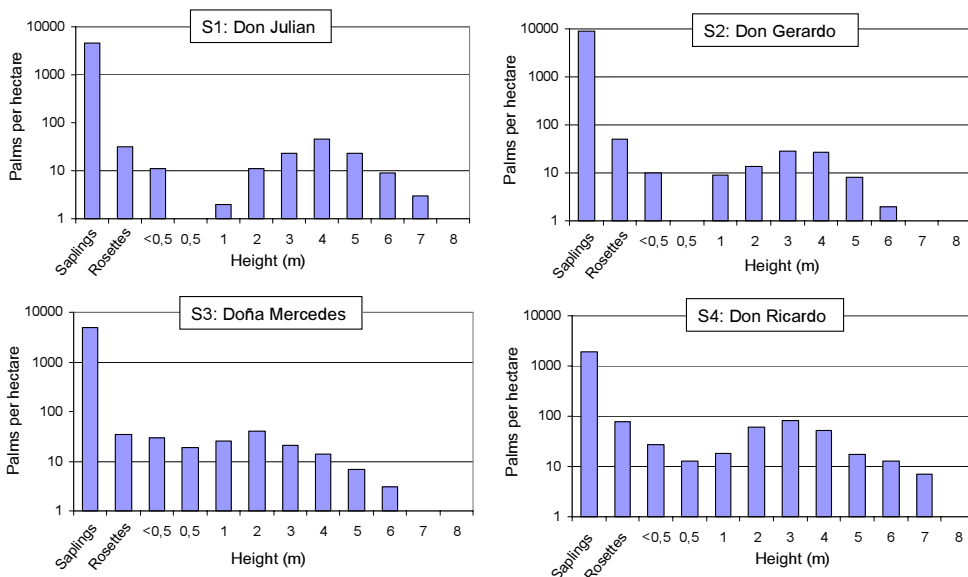 S1: Don Julian
Palms per hectare
10000
1000
100
10
1
Saplings Rosettes <0,5 0,5 1 2 3 4 5 6 7 8
Height (m)
S2: Don Gerardo
Palms per hectare
10000
1000
100
10
1
Saplings Rosettes <0,5 0,5 1 2 3 4 5 6 7 8
Height (m)
S3: Doña Mercedes
Palms per hectare
10000
1000
100
10
1
Saplings Rosettes <0,5 0,5 1 2 3 4 5 6 7 8
Height (m)
S4: Don Ricardo
Palms per hectare
10000
1000
100
10
1
Saplings Rosettes <0,5 0,5 1 2 3 4 5 6 7 8
Height (m)